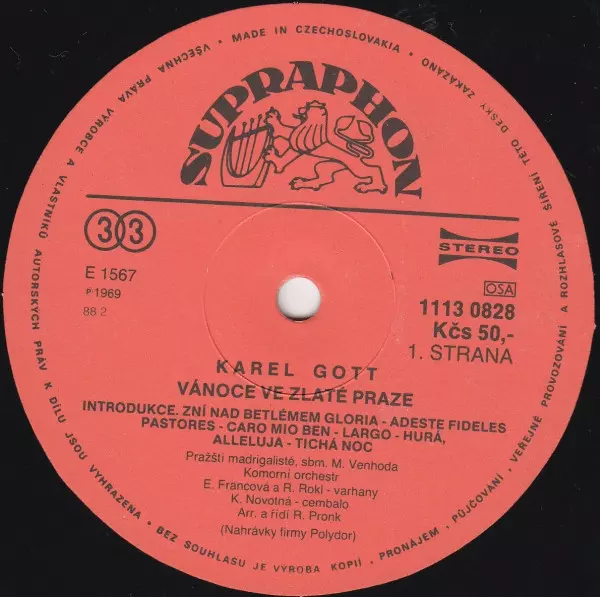 VŠECHNA PRÁVA VÝROBCE A VLASTNÍKŮ AUTORSKÝCH PRÁV K DÍLU JSOU VYHRAZENA • BEZ SOUHLASU JE VÝROBA KOPIÍ, PRONÁJEM, PŮJČOVÁNÍ, VEŘEJNÉ PROVOZOVÁNÍ A ROZHLASOVÉ ŠÍŘENÍ TÉTO DESKY ZAKÁZÁNO • MADE IN CZECHOSLOVAKIA •
SUPRAPHON
33
STEREO
E 1567
P 1969
88 2
OSA
1113 0828
Kčs 50,-
1. STRANA
KAREL GOTT
VÁNOCE VE ZLATÉ PRAZE
INTRODUKCE. ZNÍ NAD BETLÉMEM GLORIA - ADESTE FIDELES
PASTORES - CARO MIO BEN - LARGO - HURÁ,
ALLELUJA - TICHÁ NOC
Pražští madrigalisté, sbm. M. Venhoda
Komorní orchestr
E. Francová a R. Rokl - varhany
K. Novotná - cembalo
Arr. a řídí R. Pronk
(Nahrávky firmy Polydor)